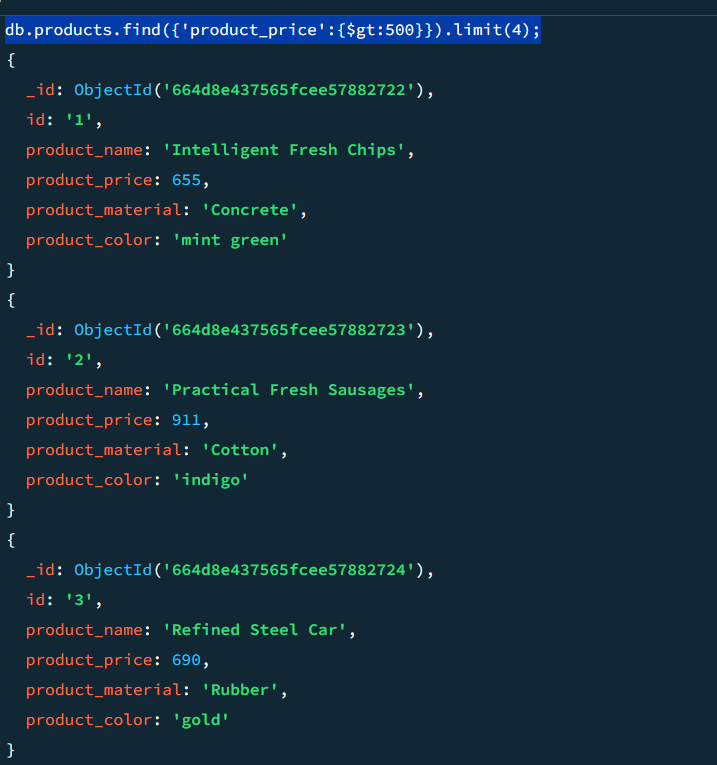 db.products.find({'product_price':{$gt:500}}).limit(4);
{
  _id: ObjectId('664d8e437565fcee57882722'),
  id: '1',
  product_name: 'Intelligent Fresh Chips',
  product_price: 655,
  product_material: 'Concrete',
  product_color: 'mint green'
}
{
  _id: ObjectId('664d8e437565fcee57882723'),
  id: '2',
  product_name: 'Practical Fresh Sausages',
  product_price: 911,
  product_material: 'Cotton',
  product_color: 'indigo'
}
{
  _id: ObjectId('664d8e437565fcee57882724'),
  id: '3',
  product_name: 'Refined Steel Car',
  product_price: 690,
  product_material: 'Rubber',
  product_color: 'gold'
}